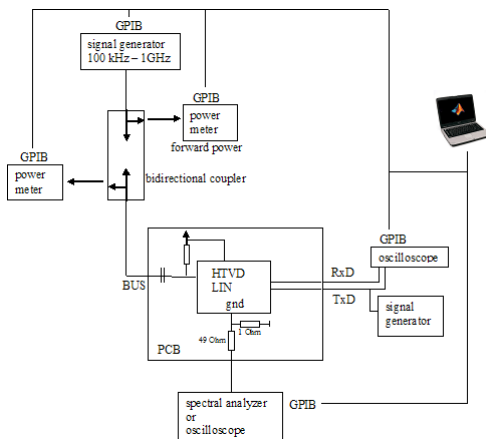 GPIB
signal generator
100 kHz – 1GHz
GPIB
power
meter
forward power
GPIB
power
meter
bidirectional coupler
GPIB
oscilloscope
HTVD
LIN
gnd
RxD
TxD
BUS
signal
generator
1 Ohm
49 Ohm
PCB
spectral analyzer
or
oscilloscope
GPIB